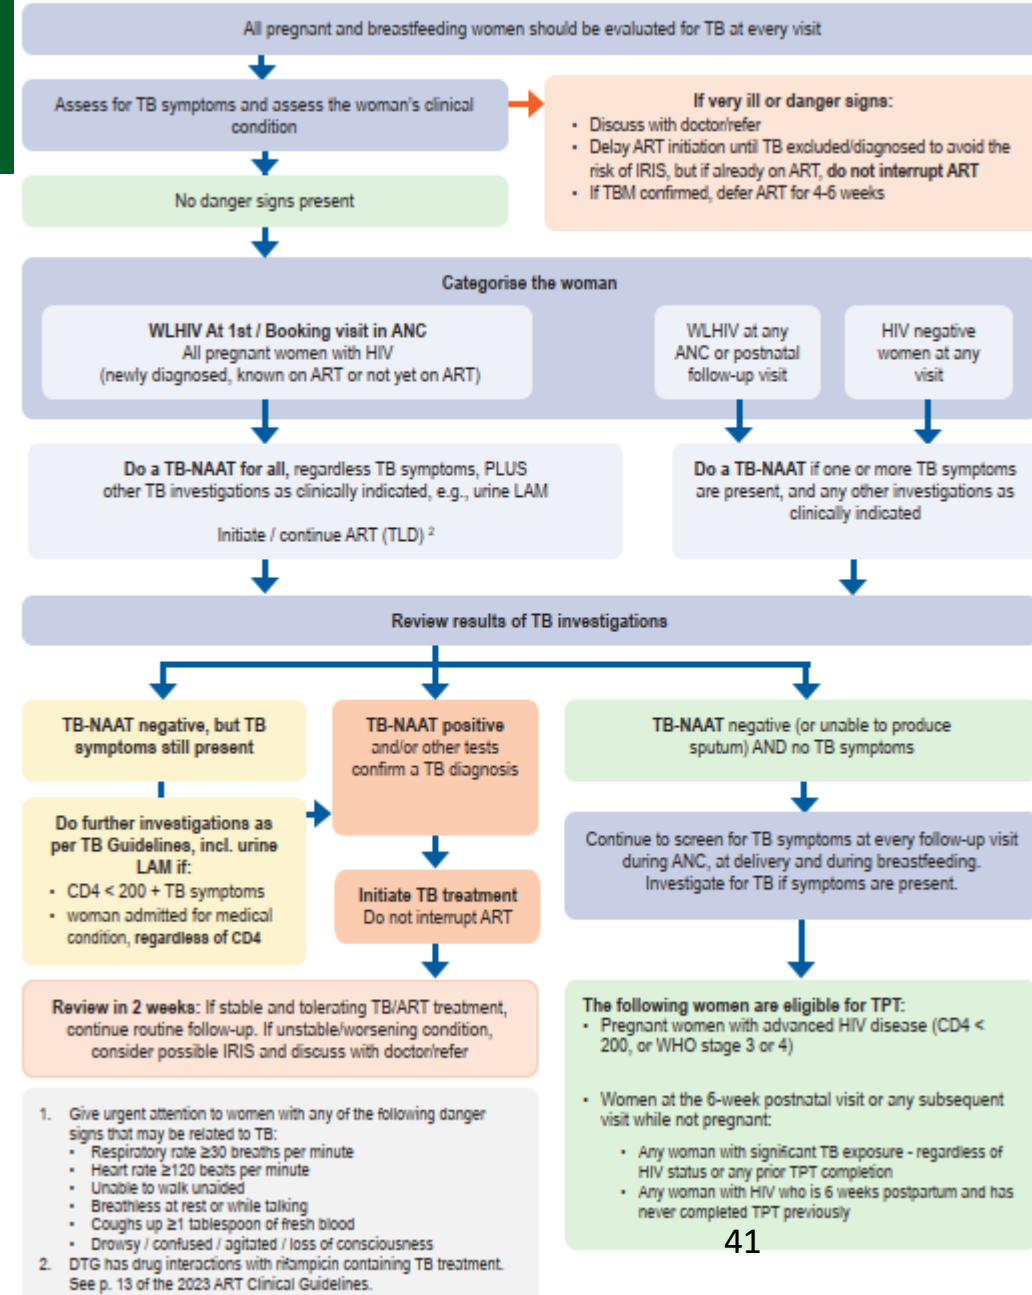 All pregnant and breastfeeding women should be evaluated for TB at every visit
Assess for TB symptoms and assess the woman's clinical
condition
If very ill or danger signs:
• Discuss with doctor/refer
• Delay ART initiation until TB excluded/diagnosed to avoid the
risk of IRIS, but if already on ART, do not interrupt ART
• If TBM confirmed, defer ART for 4-6 weeks
No danger signs present
Categorise the woman
WLHIV At 1st / Booking visit in ANC
All pregnant women with HIV
(newly diagnosed, known on ART or not yet on ART)
WLHIV at any
ANC or postnatal
follow-up visit
HIV negative
women at any
visit
Do a TB-NAAT for all, regardless TB symptoms, PLUS
other TB investigations as clinically indicated, e.g., urine LAM
Initiate / continue ART (TLD) 2
Do a TB-NAAT if one or more TB symptoms
are present, and any other investigations as
clinically indicated
Review results of TB investigations
TB-NAAT negative, but TB
symptoms still present
Do further investigations as
per TB Guidelines, incl. urine
LAM if:
• CD4 < 200 + TB symptoms
• woman admitted for medical
condition, regardless of CD4
TB-NAAT positive
and/or other tests
confirm a TB diagnosis
Initiate TB treatment
Do not interrupt ART
Review in 2 weeks: If stable and tolerating TB/ART treatment,
continue routine follow-up. If unstable/worsening condition,
consider possible IRIS and discuss with doctor/refer
TB-NAAT negative (or unable to produce
sputum) AND no TB symptoms
Continue to screen for TB symptoms at every follow-up visit
during ANC, at delivery and during breastfeeding.
Investigate for TB if symptoms are present.
The following women are eligible for TPT:
• Pregnant women with advanced HIV disease (CD4 <
200, or WHO stage 3 or 4)
• Women at the 6-week postnatal visit or any subsequent
visit while not pregnant:
• Any woman with significant TB exposure - regardless of
HIV status or any prior TPT completion
• Any woman with HIV who is 6 weeks postpartum and has
never completed TPT previously
1. Give urgent attention to women with any of the following danger
signs that may be related to TB:
• Respiratory rate ≥30 breaths per minute
• Heart rate ≥120 beats per minute
• Unable to walk unaided
• Breathless at rest or while talking
• Coughs up ≥1 tablespoon of fresh blood
• Drowsy / confused / agitated / loss of consciousness
2. DTG has drug interactions with rifampicin containing TB treatment.
See p. 13 of the 2023 ART Clinical Guidelines.
41